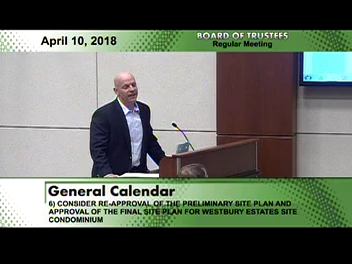 April 10, 2018
BOARD OF TRUSTEES
Regular Meeting
General Calendar
6) CONSIDER RE-APPROVAL OF THE PRELIMINARY SITE PLAN AND
APPROVAL OF THE FINAL SITE PLAN FOR WESTBURY ESTATES SITE
CONDOMINIUM